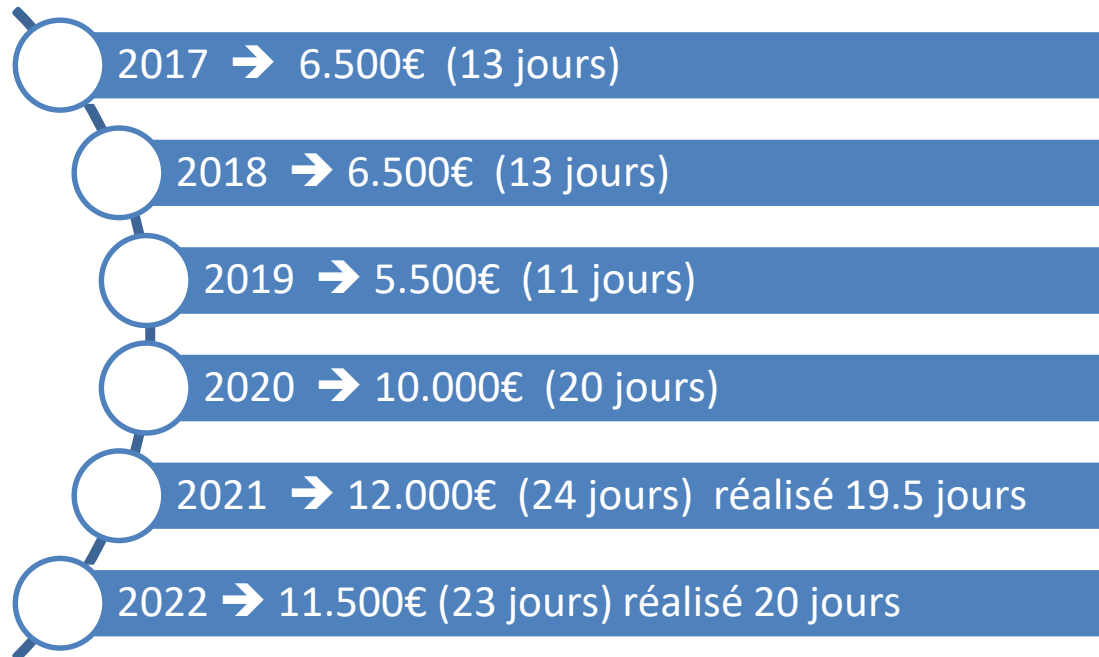 2017 ➔ 6.500€ (13 jours)
2018 ➔ 6.500€ (13 jours)
2019 ➔ 5.500€ (11 jours)
2020 ➔ 10.000€ (20 jours)
2021 ➔ 12.000€ (24 jours) réalisé 19.5 jours
2022 ➔ 11.500€ (23 jours) réalisé 20 jours